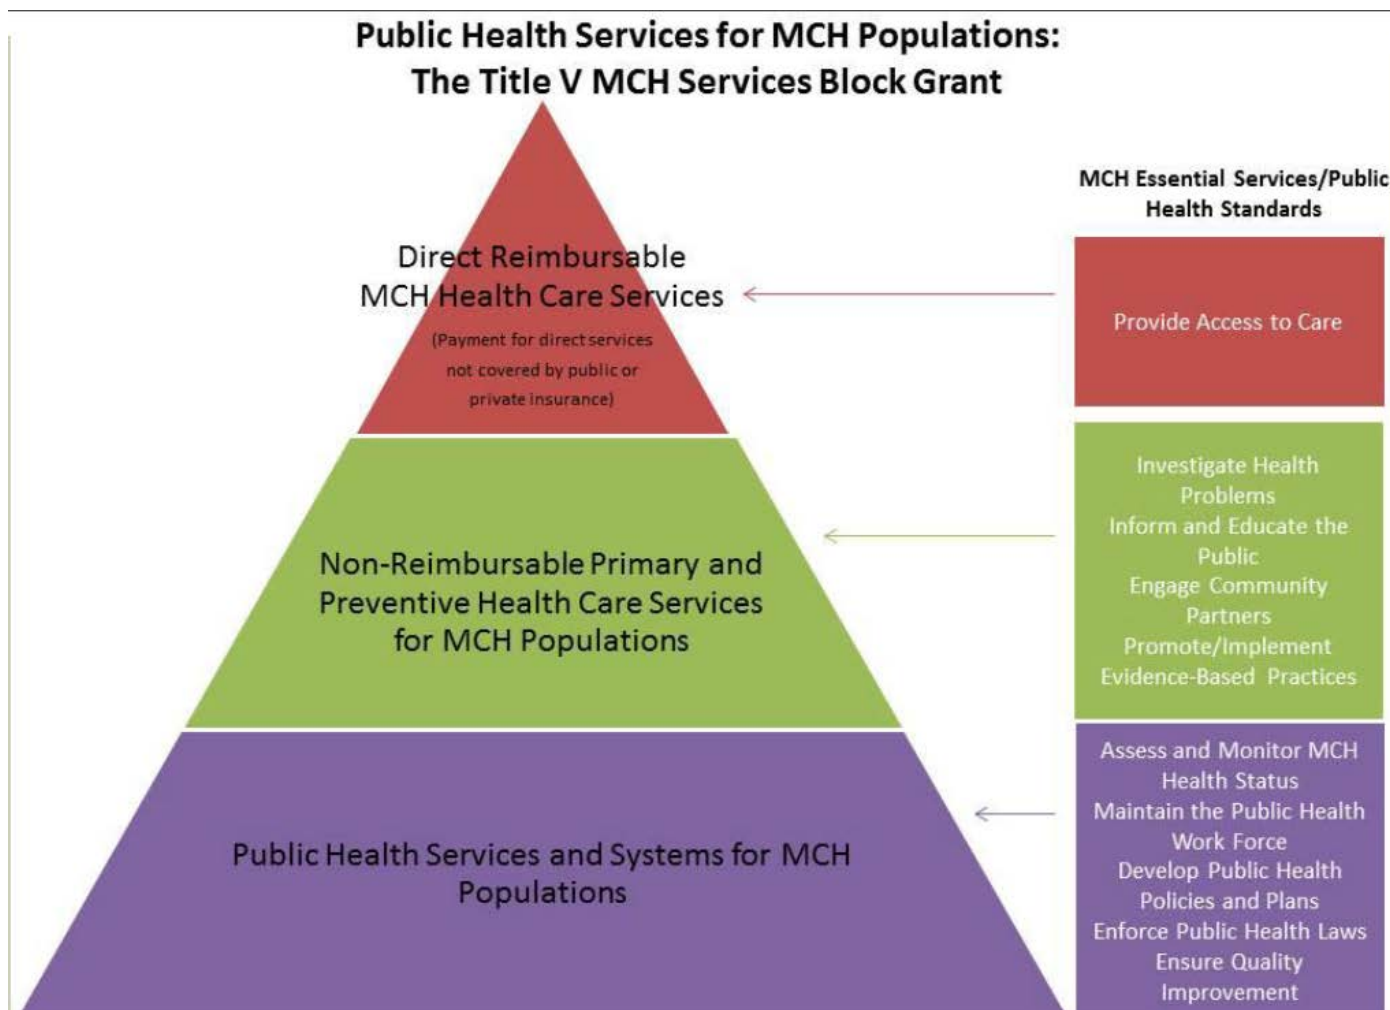 Public Health Services for MCH Populations:
The Title V MCH Services Block Grant
MCH Essential Services/Public
Health Standards
Direct Reimbursable
MCH Health Care Services
(Payment for direct services
not covered by public or
private insurance)
Provide Access to Care
Non-Reimbursable Primary and
Preventive Health Care Services
for MCH Populations
Investigate Health
Problems
Inform and Educate the
Public
Engage Community
Partners
Promote/Implement
Evidence-Based Practices
Public Health Services and Systems for MCH
Populations
Assess and Monitor MCH
Health Status
Maintain the Public Health
Work Force
Develop Public Health
Policies and Plans
Enforce Public Health Laws
Ensure Quality
Improvement